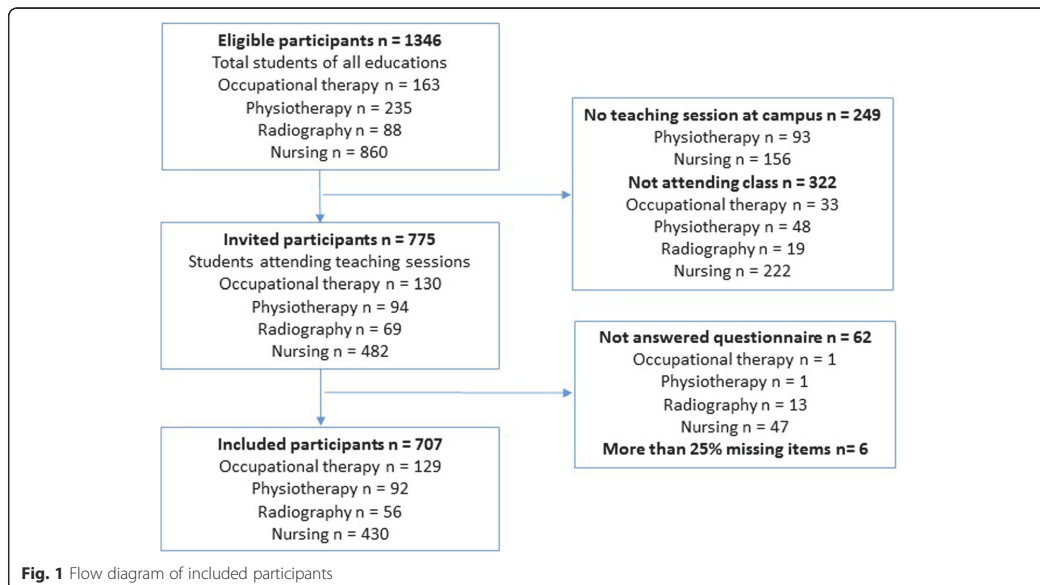 Eligible participants n = 1346
Total students of all educations
Occupational therapy n = 163
Physiotherapy n = 235
Radiography n = 88
Nursing n = 860
No teaching session at campus n = 249
Physiotherapy n = 93
Nursing n = 156
Not attending class n = 322
Occupational therapy n = 33
Physiotherapy n = 48
Radiography n = 19
Nursing n = 222
Invited participants n = 775
Students attending teaching sessions
Occupational therapy n = 130
Physiotherapy n = 94
Radiography n = 69
Nursing n = 482
Not answered questionnaire n = 62
Occupational therapy n = 1
Physiotherapy n = 1
Radiography n = 13
Nursing n = 47
More than 25% missing items n= 6
Included participants n = 707
Occupational therapy n = 129
Physiotherapy n = 92
Radiography n = 56
Nursing n = 430
Fig. 1 Flow diagram of included participants